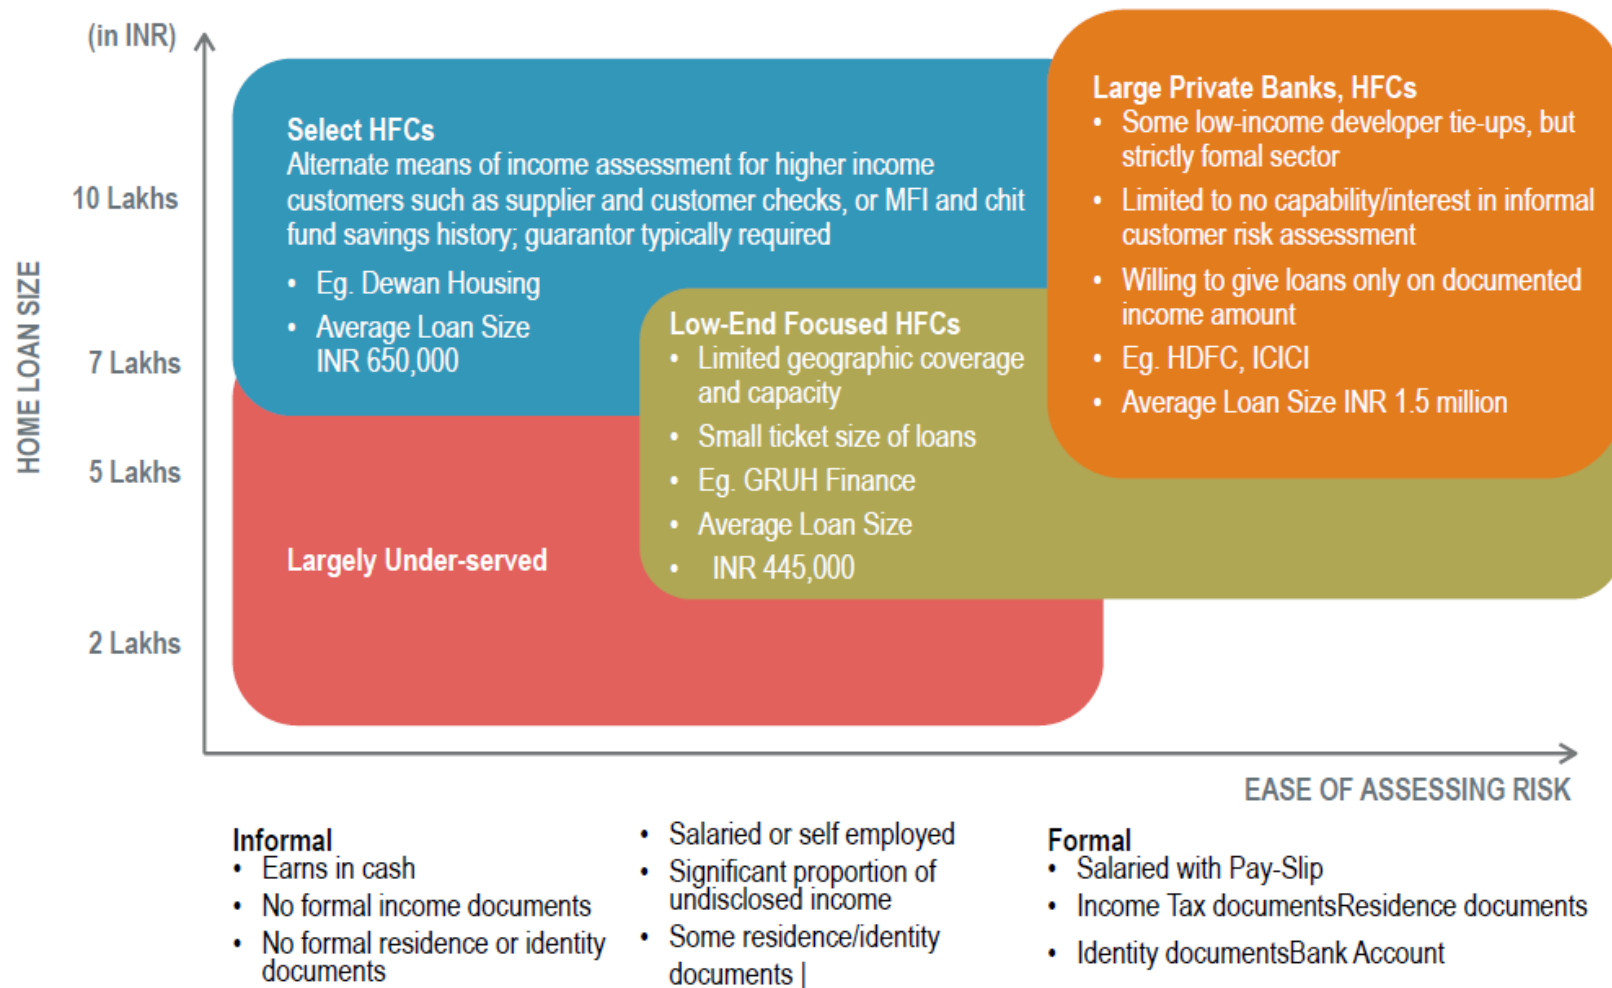 (in INR)
10 Lakhs
7 Lakhs
5 Lakhs
2 Lakhs
HOME LOAN SIZE
Select HFCs
Alternate means of income assessment for higher income
customers such as supplier and customer checks, or MFI and chit
fund savings history; guarantor typically required
• Eg. Dewan Housing
• Average Loan Size
INR 650,000
Low-End Focused HFCs
• Limited geographic coverage
and capacity
• Small ticket size of loans
• Eg. GRUH Finance
• Average Loan Size
• INR 445,000
Large Private Banks, HFCs
• Some low-income developer tie-ups, but
strictly fomal sector
• Limited to no capability/interest in informal
customer risk assessment
• Willing to give loans only on documented
income amount
• Eg. HDFC, ICICI
• Average Loan Size INR 1.5 million
Largely Under-served
EASE OF ASSESSING RISK
Informal
• Earns in cash
• No formal income documents
• No formal residence or identity
documents
• Salaried or self employed
• Significant proportion of
undisclosed income
• Some residence/identity
documents |
Formal
• Salaried with Pay-Slip
• Income Tax documentsResidence documents
• Identity documentsBank Account